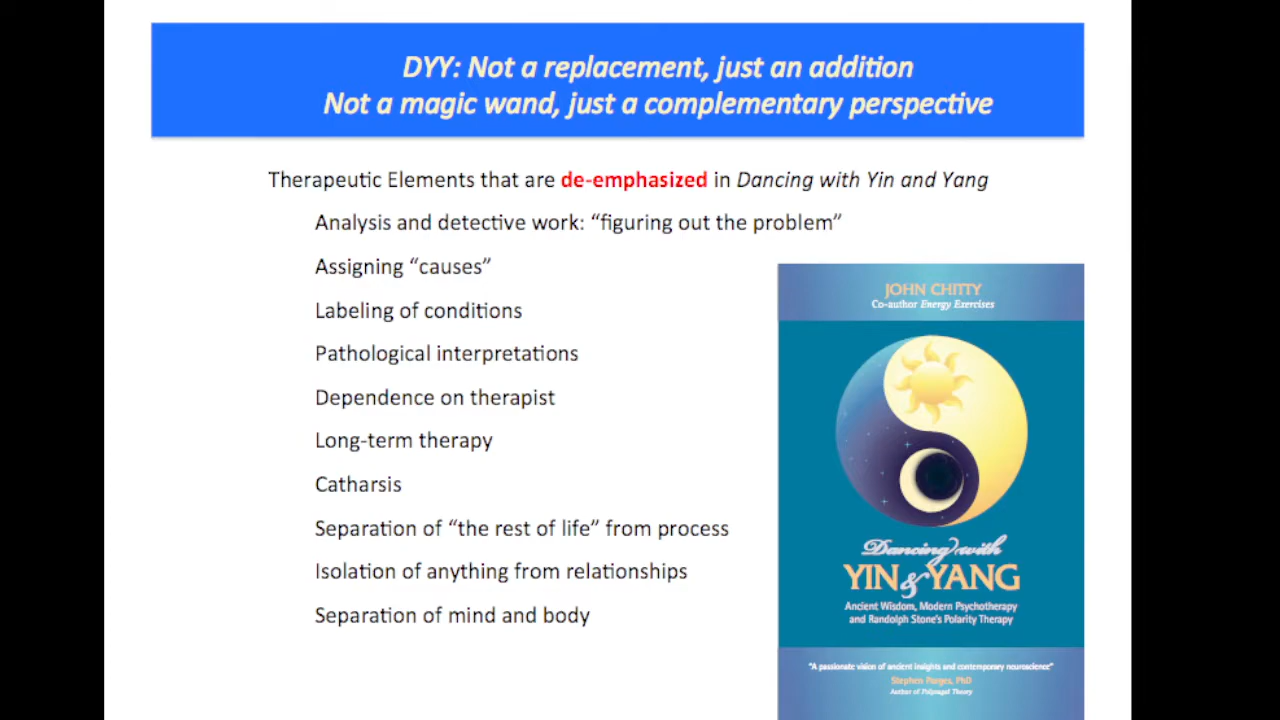 DYY: Not a replacement, just an addition
Not a magic wand, just a complementary perspective
Therapeutic Elements that are de-emphasized in Dancing with Yin and Yang
Analysis and detective work: “figuring out the problem”
Assigning “causes”
Labeling of conditions
Pathological interpretations
Dependence on therapist
Long-term therapy
Catharsis
Separation of “the rest of life” from process
Isolation of anything from relationships
Separation of mind and body
JOHN CHITTY
Co-author Energy Exercises
Dancing with
YIN & YANG
Ancient Wisdom, Modern Psychotherapy
and Randolph Stone's Polarity Therapy
“A passionate vision of ancient insights and contemporary neuroscience”
Stephen Porges, PhD
Author of Polyvagal Theory